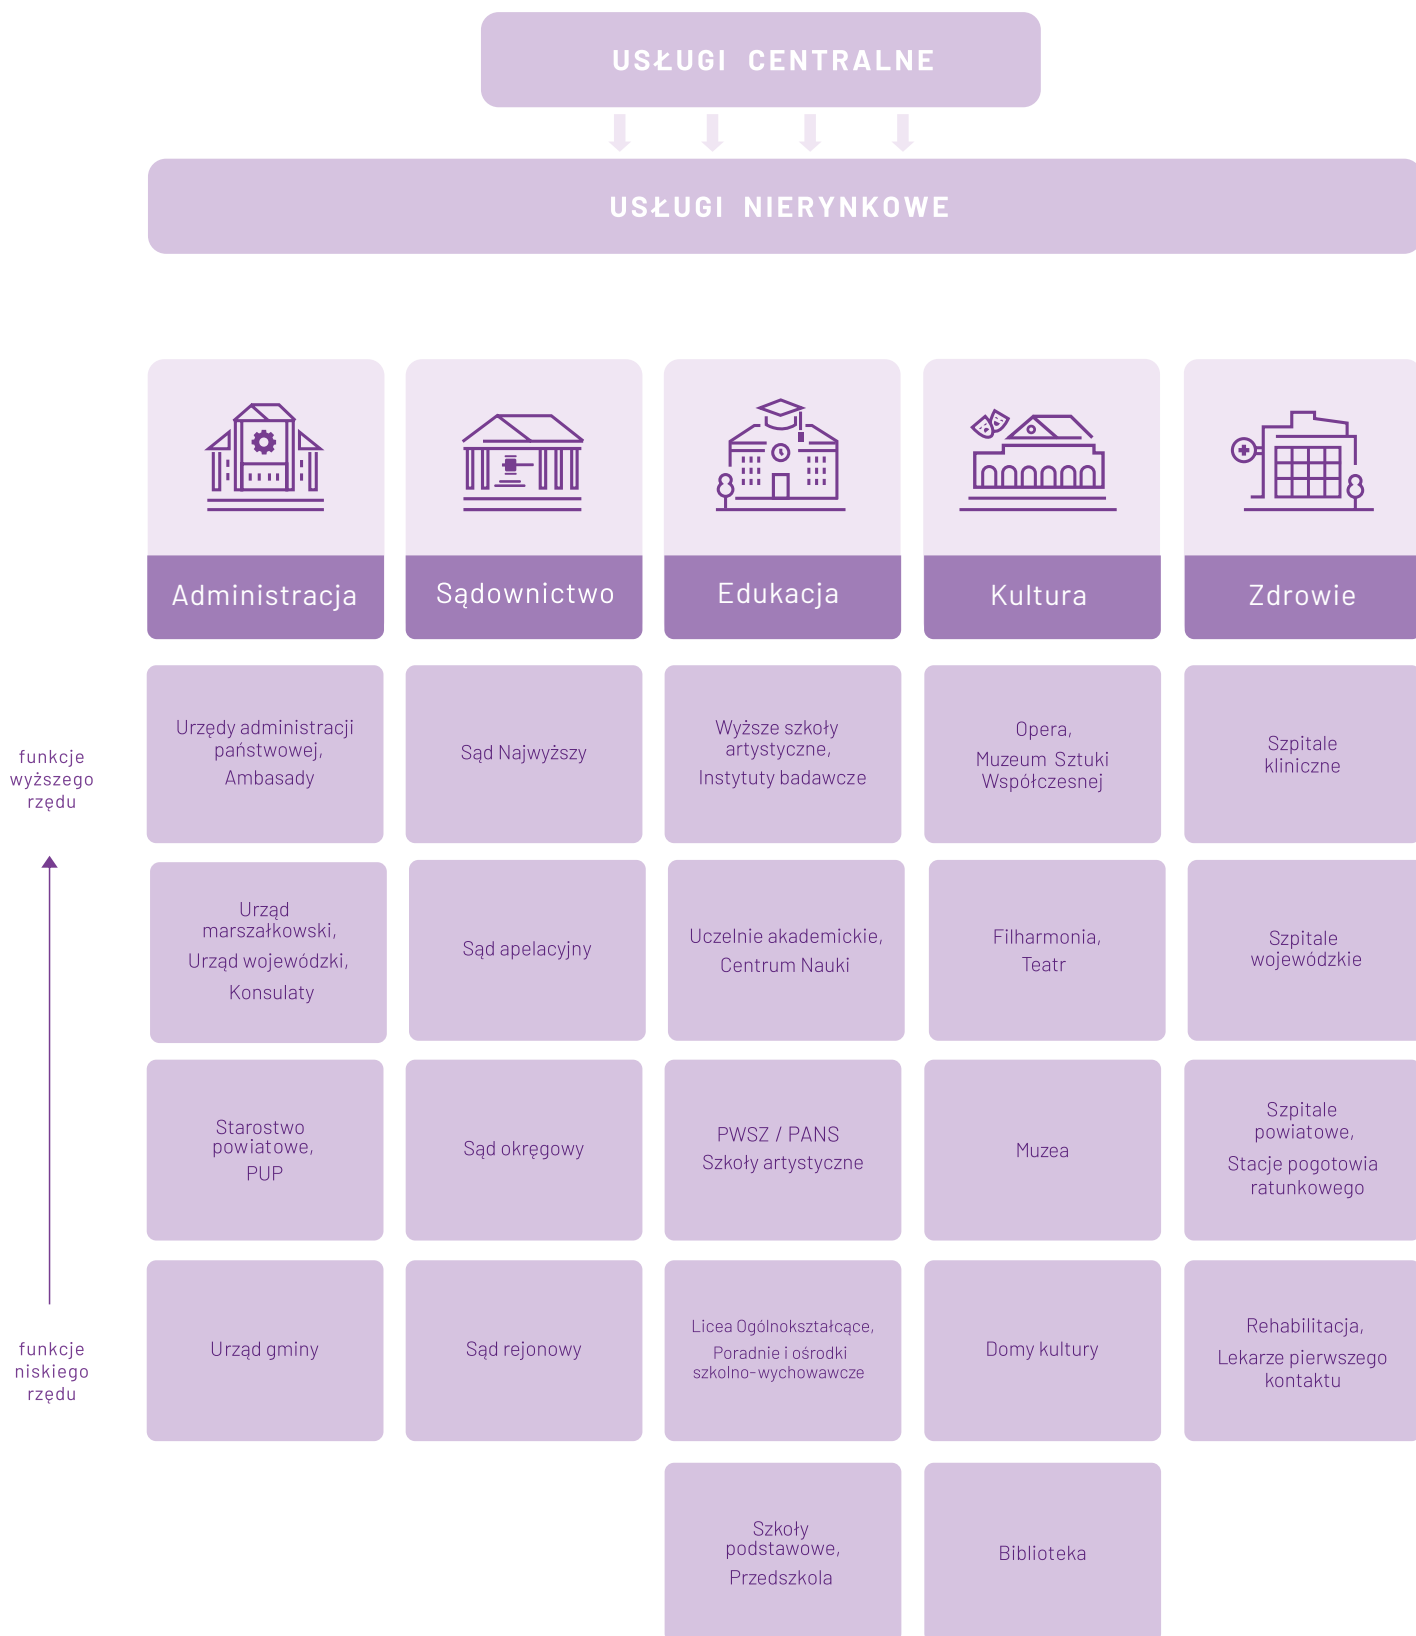 USŁUGI CENTRALNE
USŁUGI NIERYNKOWE
Administracja
Sądownictwo
Edukacja
Kultura
Zdrowie
funkcje
wyższego
rzędu
Urzędy administracji
państwowej,
Ambasady
Sąd Najwyższy
Wyższe szkoły
artystyczne,
Instytuty badawcze
Opera,
Muzeum Sztuki
Współczesnej
Szpitale
kliniczne
Urząd
marszałkowski,
Urząd wojewódzki,
Konsulaty
Sąd apelacyjny
Uczelnie akademickie,
Centrum Nauki
Filharmonia,
Teatr
Szpitale
wojewódzkie
Starostwo
powiatowe,
PUP
Sąd okręgowy
PWSZ / PANS
Szkoły artystyczne
Muzea
Szpitale
powiatowe,
Stacje pogotowia
ratunkowego
funkcje
niskiego
rzędu
Urząd gminy
Sąd rejonowy
Licea Ogólnokształcące,
Poradnie i ośrodki
szkolno-wychowawcze
Domy kultury
Rehabilitacja,
Lekarze pierwszego
kontaktu
Szkoły
podstawowe,
Przedszkola
Biblioteka